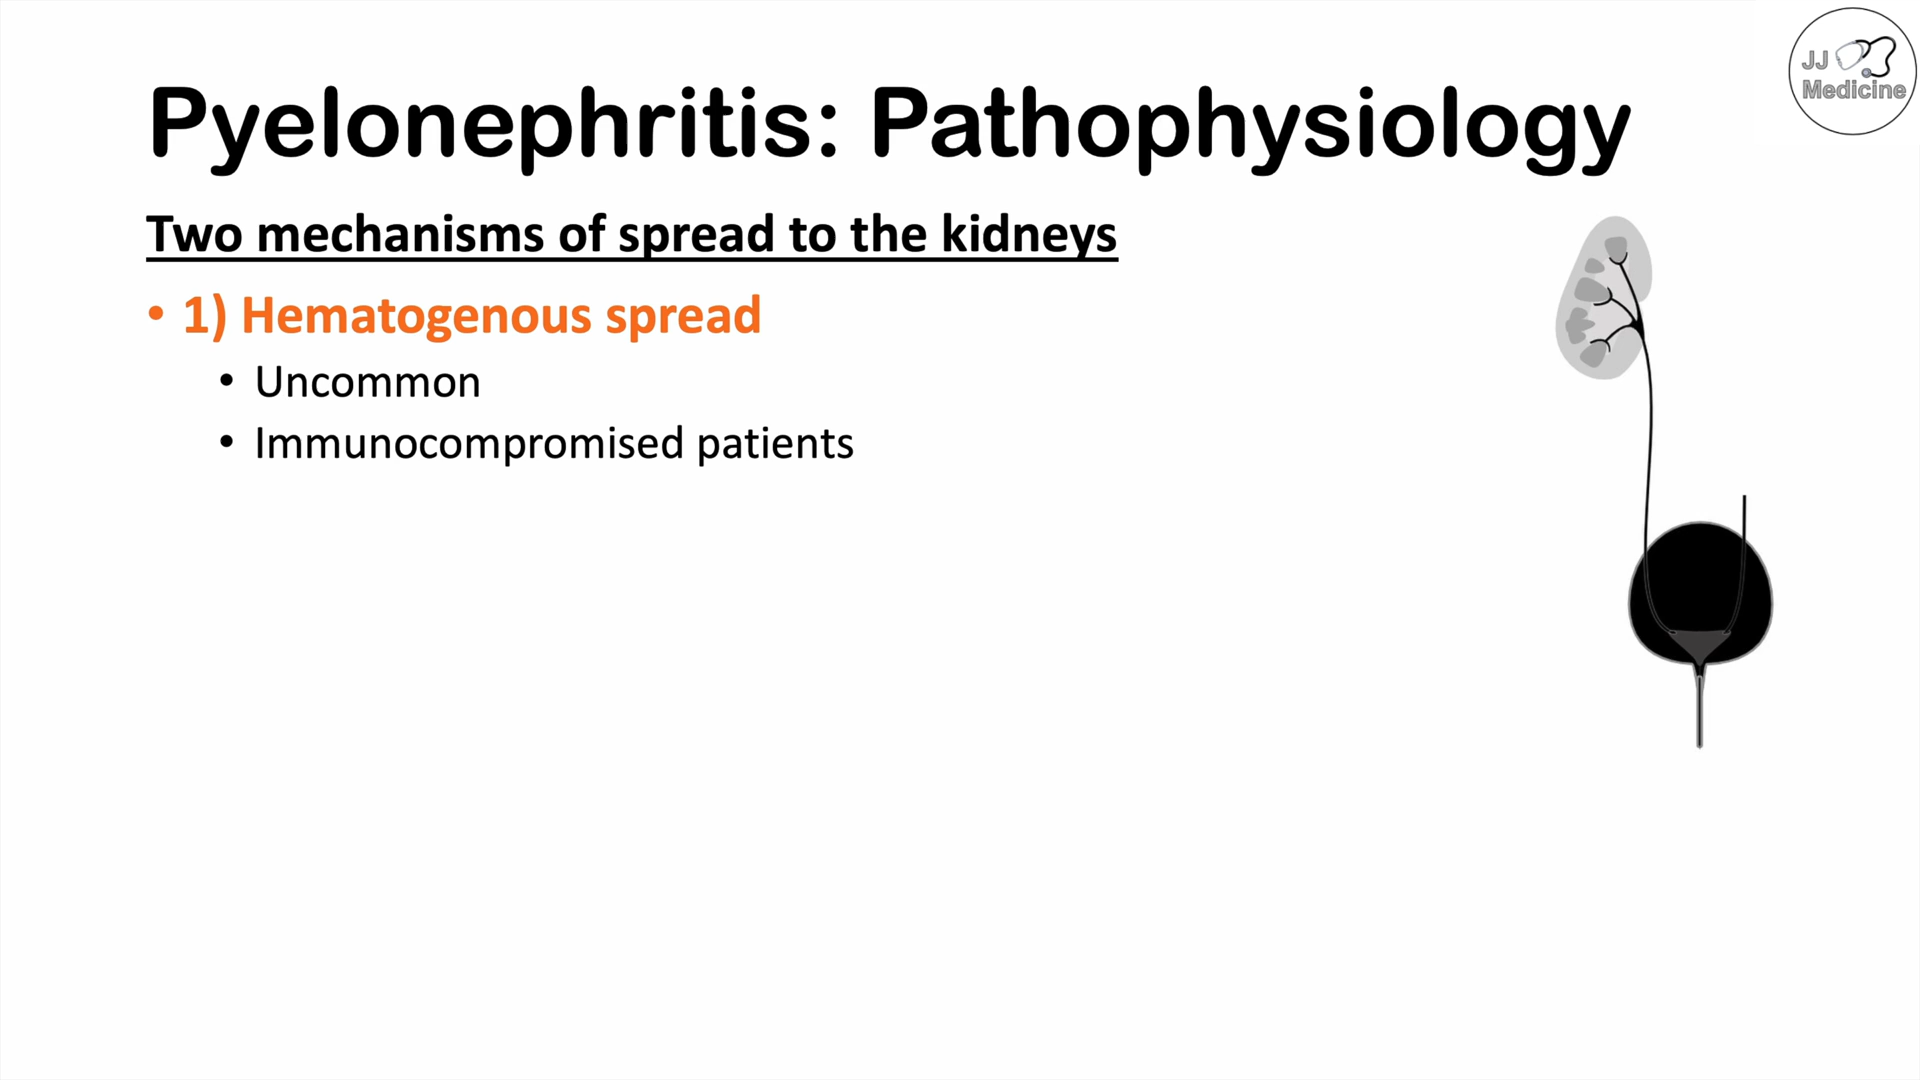 JJ
Medicine
Pyelonephritis: Pathophysiology
Two mechanisms of spread to the kidneys
• 1) Hematogenous spread
• Uncommon
• Immunocompromised patients